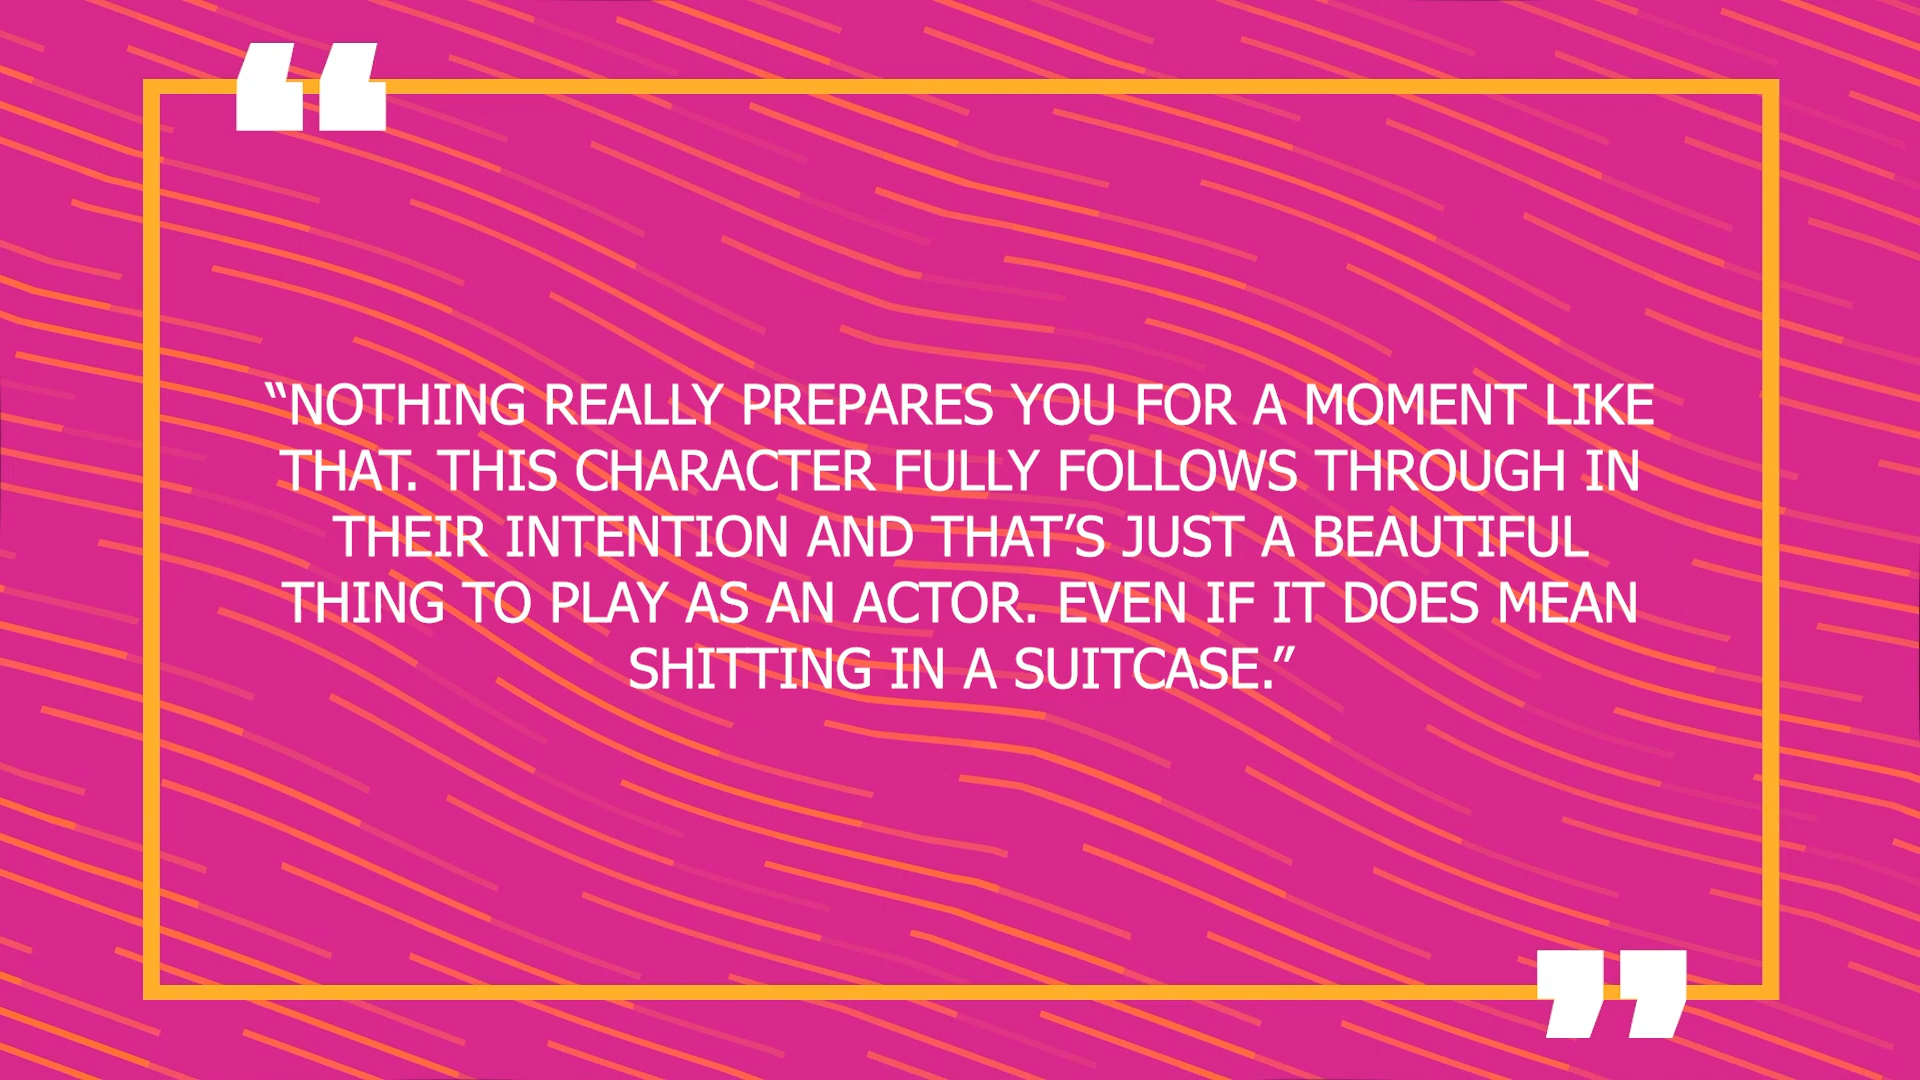 “NOTHING REALLY PREPARES YOU FOR A MOMENT LIKE
THAT. THIS CHARACTER FULLY FOLLOWS THROUGH IN
THEIR INTENTION AND THAT’S JUST A BEAUTIFUL
THING TO PLAY AS AN ACTOR. EVEN IF IT DOES MEAN
SHITTING IN A SUITCASE.”